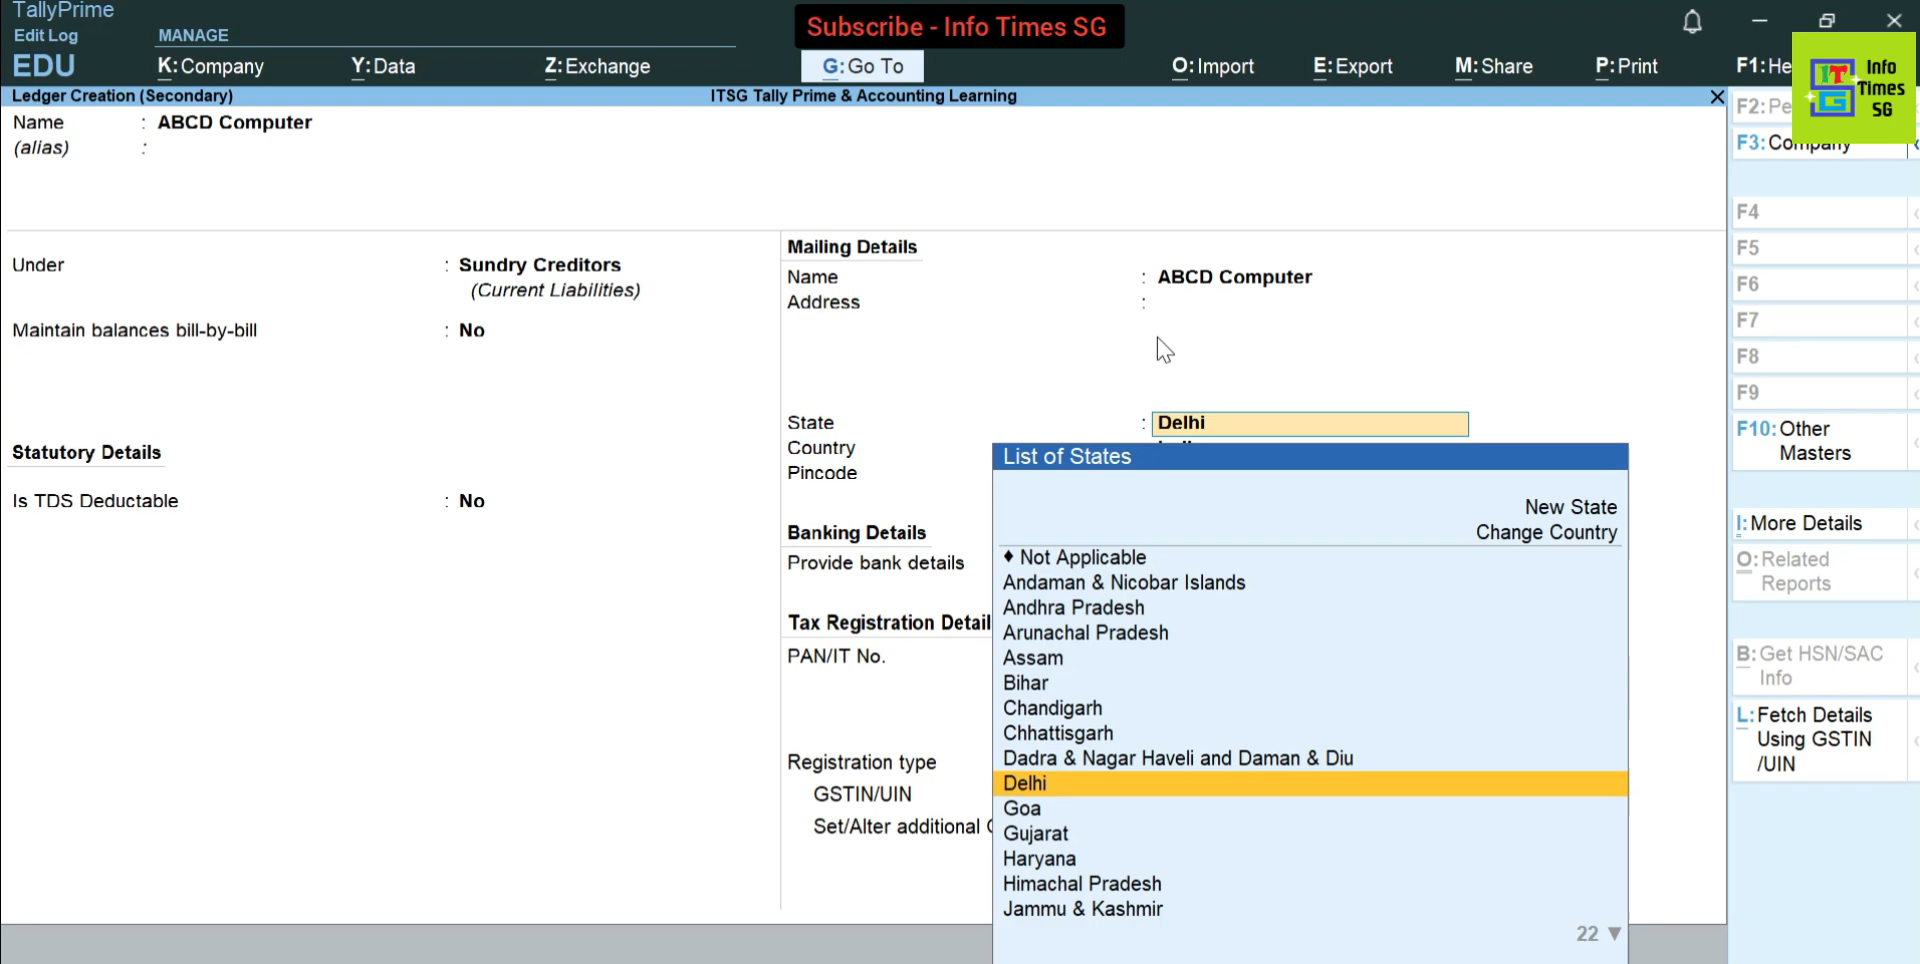 TallyPrime
Edit Log
EDU
MANAGE
Subscribe - Info Times SG
K:Company
Y:Data
Z:Exchange
G:Go To
O:Import
E:Export
M:Share
P:Print
F1:He
ITG
Info
Times
SG
Ledger Creation (Secondary)
ITSG Tally Prime & Accounting Learning
Name : ABCD Computer
(alias) :
Under : Sundry Creditors
(Current Liabilities)
Maintain balances bill-by-bill : No
Statutory Details
Is TDS Deductable : No
Mailing Details
Name : ABCD Computer
Address :
State : Delhi
Country
Pincode
Banking Details
Provide bank details
Tax Registration Detail
PAN/IT No.
Registration type
GSTIN/UIN
Set/Alter additional
List of States
New State
Change Country
♦ Not Applicable
Andaman & Nicobar Islands
Andhra Pradesh
Arunachal Pradesh
Assam
Bihar
Chandigarh
Chhattisgarh
Dadra & Nagar Haveli and Daman & Diu
Delhi
Goa
Gujarat
Haryana
Himachal Pradesh
Jammu & Kashmir
22 ▼
F2:Pe
F3:Company
F4
F5
F6
F7
F8
F9
F10:Other
Masters
I:More Details
O:Related
Reports
B:Get HSN/SAC
Info
L:Fetch Details
Using GSTIN
/UIN